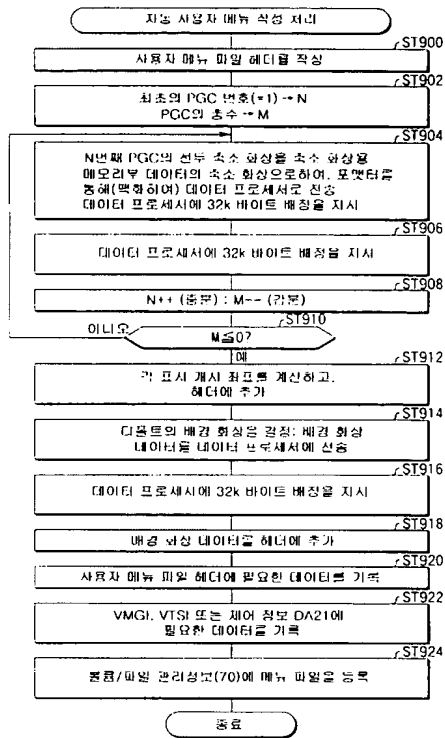 자동 사용자 메뉴 작성 처리
ST900
사용자 메뉴 파일 헤더를 작성
ST902
최초의 PGC 번호(=1) → N
PGC의 총수 → M
ST904
N번째 PGC의 선두 축소 화상을 축소 화상용
메모리부 데이터의 축소 화상으로하여, 포맷터를
통해(팩화하여) 데이터 프로세서로 전송
데이터 프로세서에 32k 바이트 배징을 지시
ST906
데이터 프로세서에 32k 바이트 배징을 지시
ST908
N++ (증분) : M-- (감분)
ST910
아니오
M≦0?
예
ST912
각 표시 개시 좌표를 계산하고,
헤더에 추가
ST914
디폴트의 배경 화상을 결정: 배경 화상
데이터를 데이터 프로세서에 전송
ST916
데이터 프로세서에 32k 바이트 배징을 지시
ST918
배경 화상 데이터를 헤더에 추가
ST920
사용자 메뉴 파일 헤더에 필요한 데이터를 기록
ST922
VMGI, VTSI 또는 제어 정보 DA21에
필요한 데이터를 기록
ST924
볼륨/파일 관리정보(70)에 메뉴 파일을 등록
종료